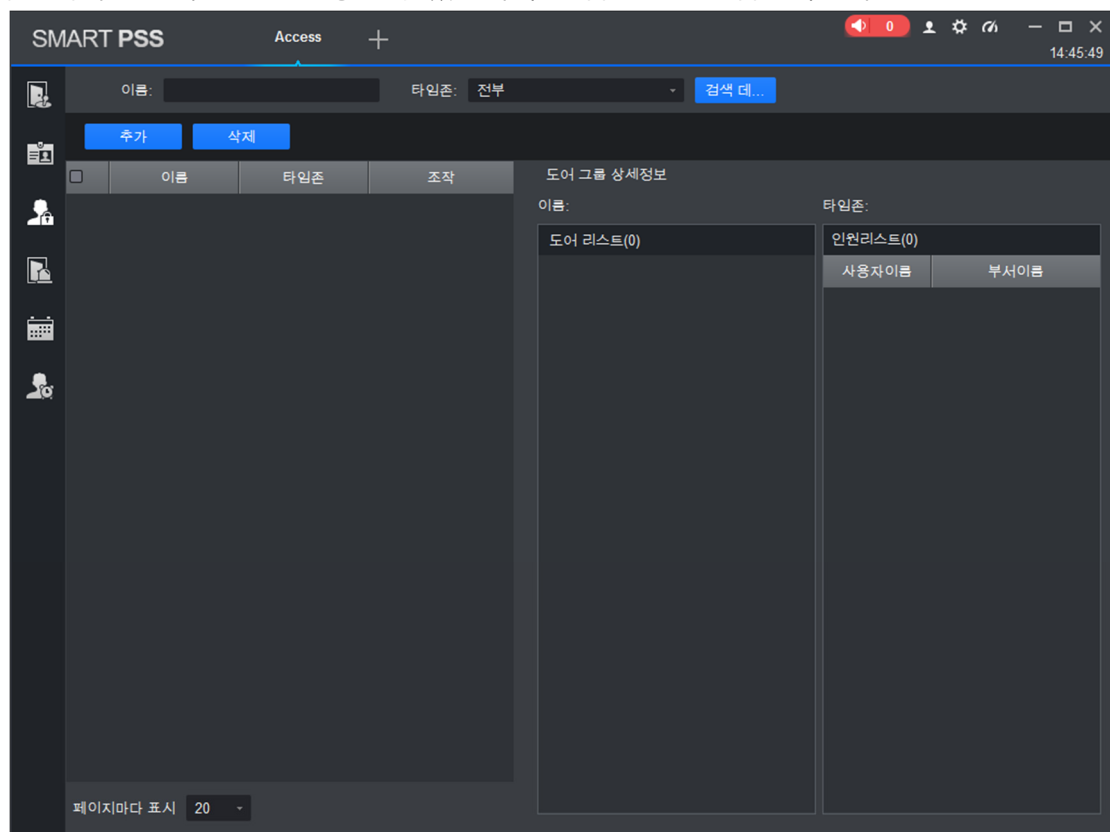 SMART PSS
Access
0
14:45:49
이름:
타임존: 전부
검색 데...
추가
삭제
이름 타임존 조작
도어 그룹 상세정보
이름:
타임존:
도어 리스트(0)
인원리스트(0)
사용자이름 부서이름
페이지마다 표시 20